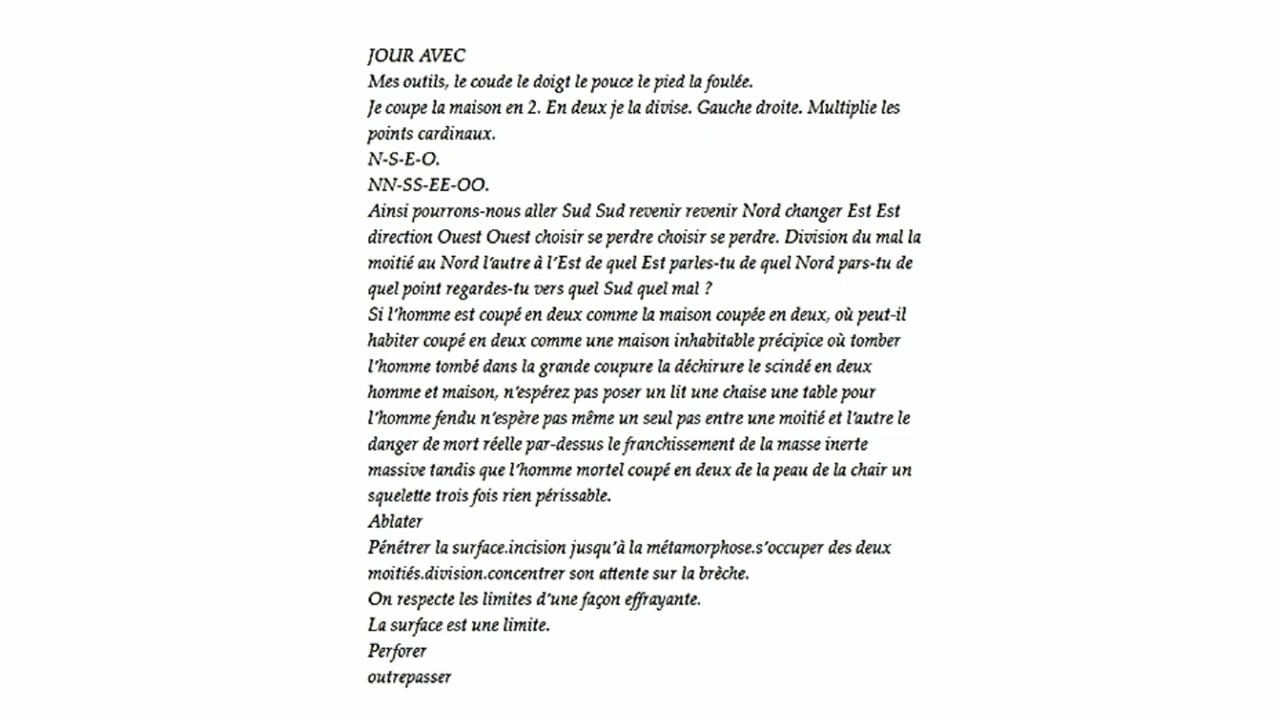 JOUR AVEC
Mes outils, le coude le doigt le pouce le pied la foulée.
Je coupe la maison en 2. En deux je la divise. Gauche droite. Multiplie les
points cardinaux.
N-S-E-O.
NN-SS-EE-OO.
Ainsi pourrons-nous aller Sud Sud revenir revenir Nord changer Est Est
direction Ouest Ouest choisir se perdre choisir se perdre. Division du mal la
moitié au Nord l'autre à l'Est de quel Est parles-tu de quel Nord pars-tu de
quel point regardes-tu vers quel Sud quel mal ?
Si l'homme est coupé en deux comme la maison coupée en deux, où peut-il
habiter coupé en deux comme une maison inhabitable précipice où tomber
l'homme tombé dans la grande coupure la déchirure le scindé en deux
homme et maison, n'espérez pas poser un lit une chaise une table pour
l'homme fendu n'espère pas même un seul pas entre une moitié et l'autre le
danger de mort réelle par-dessus le franchissement de la masse inerte
massive tandis que l'homme mortel coupé en deux de la peau de la chair un
squelette trois fois rien périssable.
Ablater
Pénétrer la surface.incision jusqu'à la métamorphose.s'occuper des deux
moitiés.division.concentrer son attente sur la brèche.
On respecte les limites d'une façon effrayante.
La surface est une limite.
Perforer
outrepasser